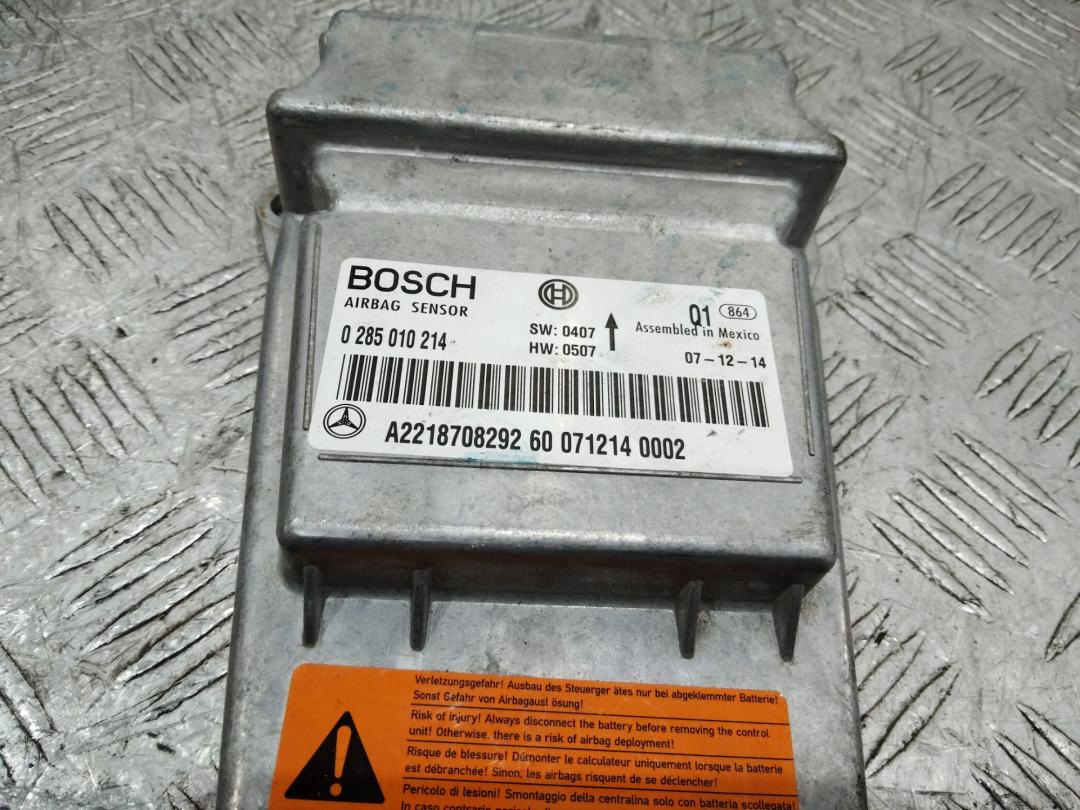 BOSCH
AIRBAG SENSOR
0 285 010 214
SW: 0407
HW: 0507
Q1 864
Assembled in Mexico
07-12-14
A2218708292 60 071214 0002
Verletzungsgefahr! Ausbau des Steuerger ätes nur bei abgeklemmter Batterie!
Sonst Gefahr von Airbagausl ösung!
Risk of injury! Always disconnect the battery before removing the control
unit! Otherwise, there is a risk of airbag deployment!
Risque de blessure! Démonter le calculateur uniquement lorsque la batterie
est débranchée! Sinon, les airbags risquent de se déclencher!
Pericolo di lesioni! Smontaggio della centralina solo con batteria scollegata!
In caso contrario